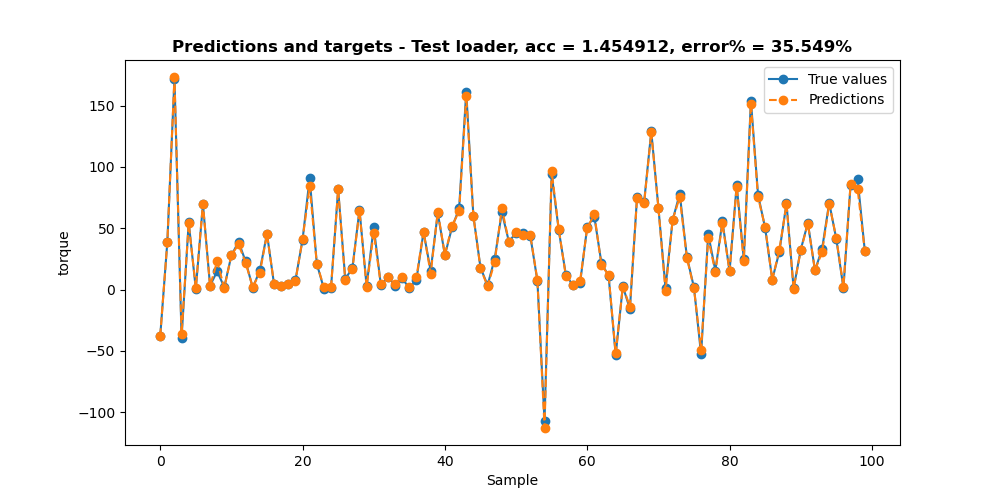 Predictions and targets - Test loader, acc = 1.454912, error% = 35.549%
True values
Predictions
torque
150
100
50
0
−50
−100
0 20 40 60 80 100
Sample